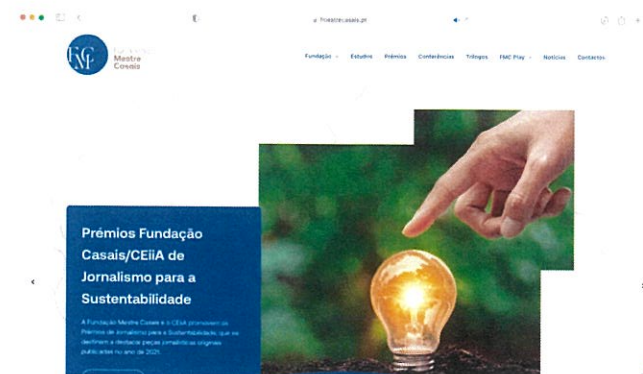 FMC
Mestre
Casais
Fundação Estudos Prémios Conferências Trilogos FMC Play Notícias Contactos
Prémios Fundação
Casais/CEiiA de
Jornalismo para a
Sustentabilidade
A Fundação Mestre Casais e o CEiiA promovem os
Prémios de Jornalismo para a Sustentabilidade, que se
destinam a destacar peças jornalísticas originais
publicadas no ano de 2021.